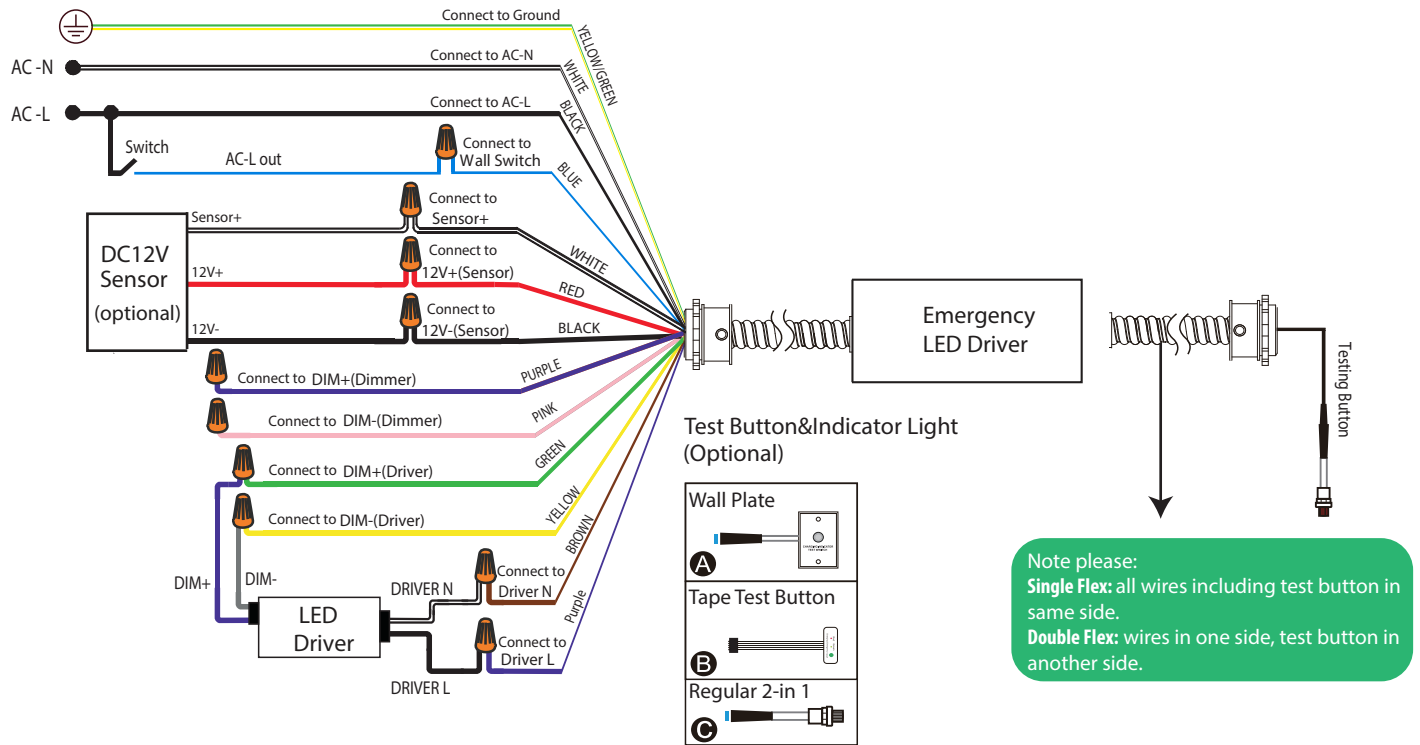 Connect to Ground
YELLOW/GREEN
AC -N
Connect to AC-N
WHITE
AC -L
Connect to AC-L
BLACK
Switch
AC-L out
Connect to
Wall Switch
BLUE
DC12V
Sensor
(optional)
Sensor+
Connect to
Sensor+
WHITE
12V+
Connect to
12V+(Sensor)
RED
12V-
Connect to
12V-(Sensor)
BLACK
Connect to DIM+(Dimmer)
PURPLE
Connect to DIM-(Dimmer)
PINK
Connect to DIM+(Driver)
GREEN
Connect to DIM-(Driver)
YELLOW
DIM+
DIM-
LED
Driver
DRIVER N
Connect to
Driver N
BROWN
DRIVER L
Connect to
Driver L
Purple
Emergency
LED Driver
Testing Button
Test Button&Indicator Light
(Optional)
Wall Plate
A
Tape Test Button
B
Regular 2-in 1
C
Note please:
Single Flex: all wires including test button in
same side.
Double Flex: wires in one side, test button in
another side.